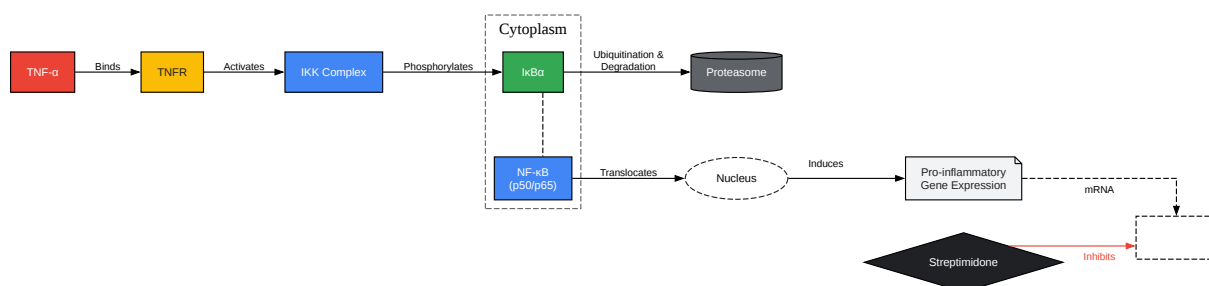 Cytoplasm
TNF-α
Binds
TNFR
Activates
IKK Complex
Phosphorylates
IκBα
Ubiquitination &
Degradation
Proteasome
NF-κB
(p50/p65)
Translocates
Nucleus
Induces
Pro-inflammatory
Gene Expression
mRNA
Streptimidone
Inhibits